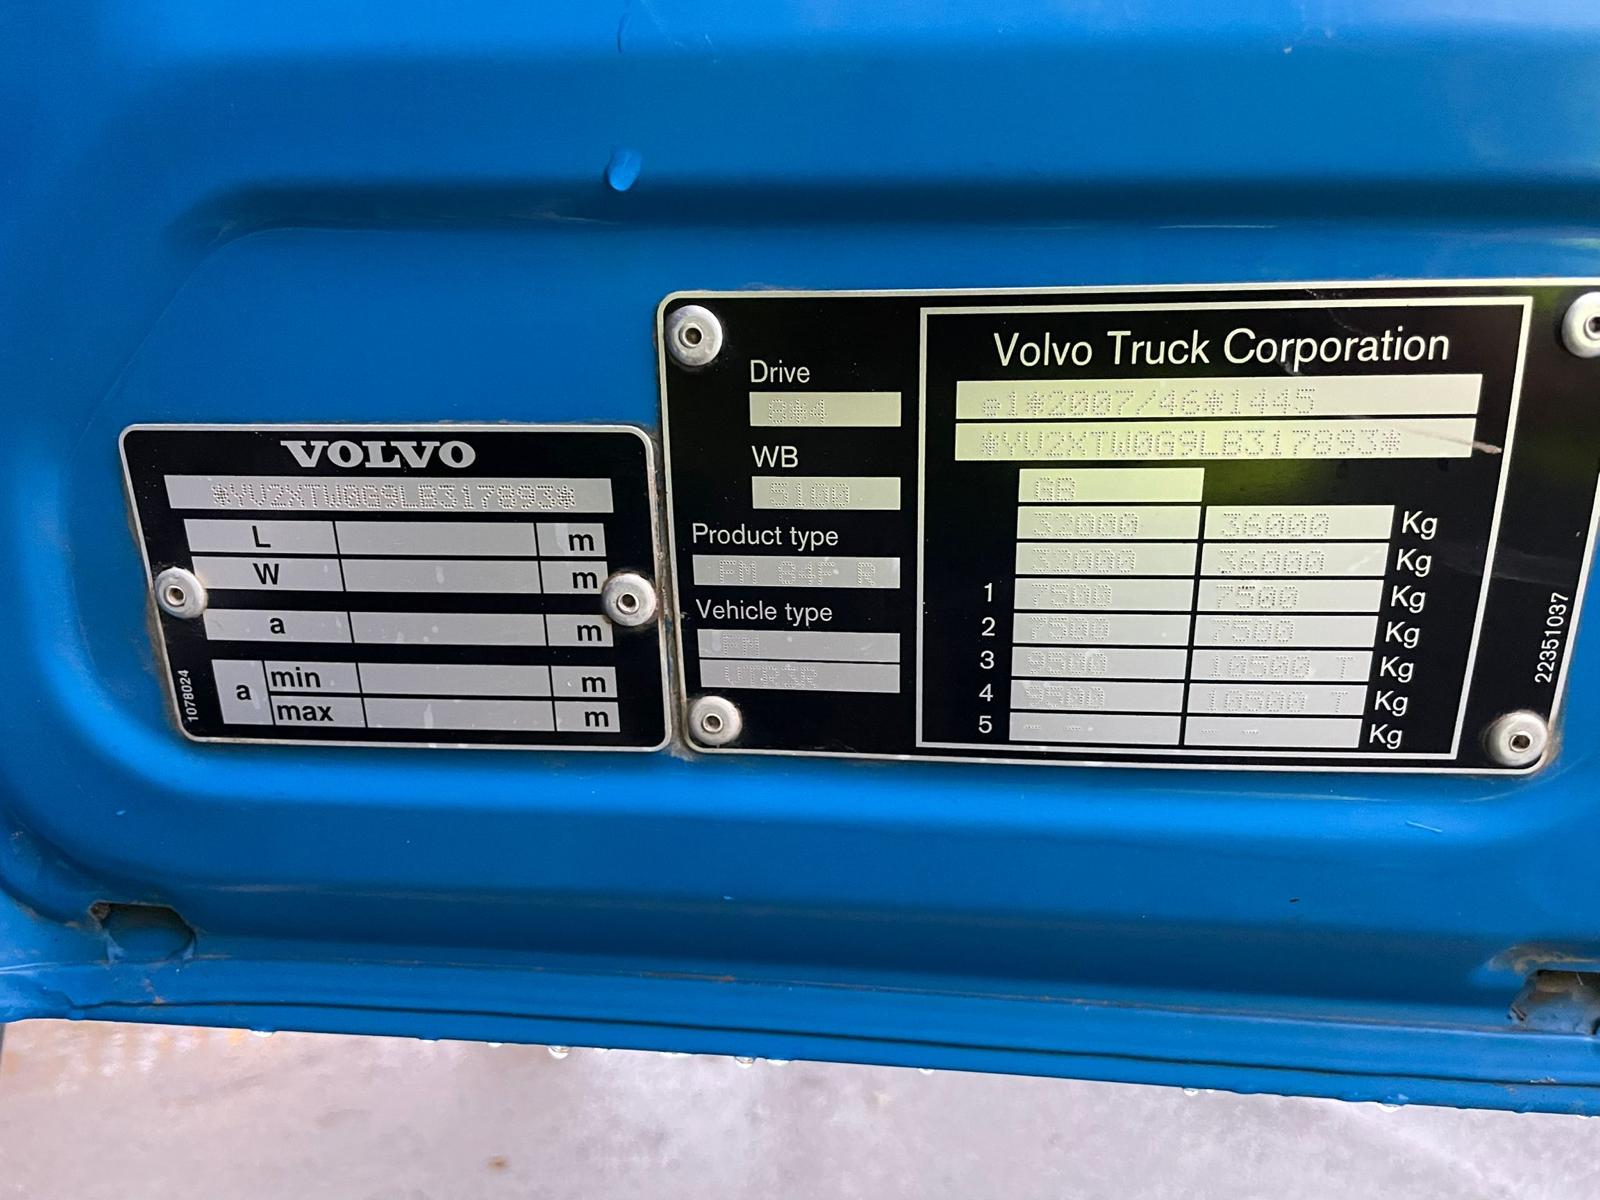 VOLVO
*YV2XTW0G9LB317893*
L m
W m
a m
a min m
max m
1078024
Drive
8*4
WB
5100
Product type
FM 84F R
Vehicle type
FM
VTR3R
Volvo Truck Corporation
e1*2007/46*1445
*YV2XTW0G9LB317893*
GB
32000 36000 Kg
32000 36000 Kg
1 7500 7500 Kg
2 7500 7500 Kg
3 9500 10500 T Kg
4 9500 10500 T Kg
5 -- -- -- -- Kg
22351037